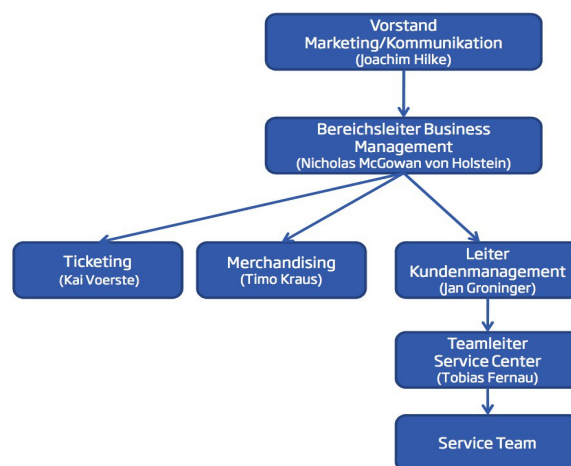 Vorstand
Marketing/Kommunikation
(Joachim Hilke)
Bereichsleiter Business
Management
(Nicholas McGowan von Holstein)
Ticketing
(Kai Voerste)
Merchandising
(Timo Kraus)
Leiter
Kundenmanagement
(Jan Groninger)
Teamleiter
Service Center
(Tobias Fernau)
Service Team